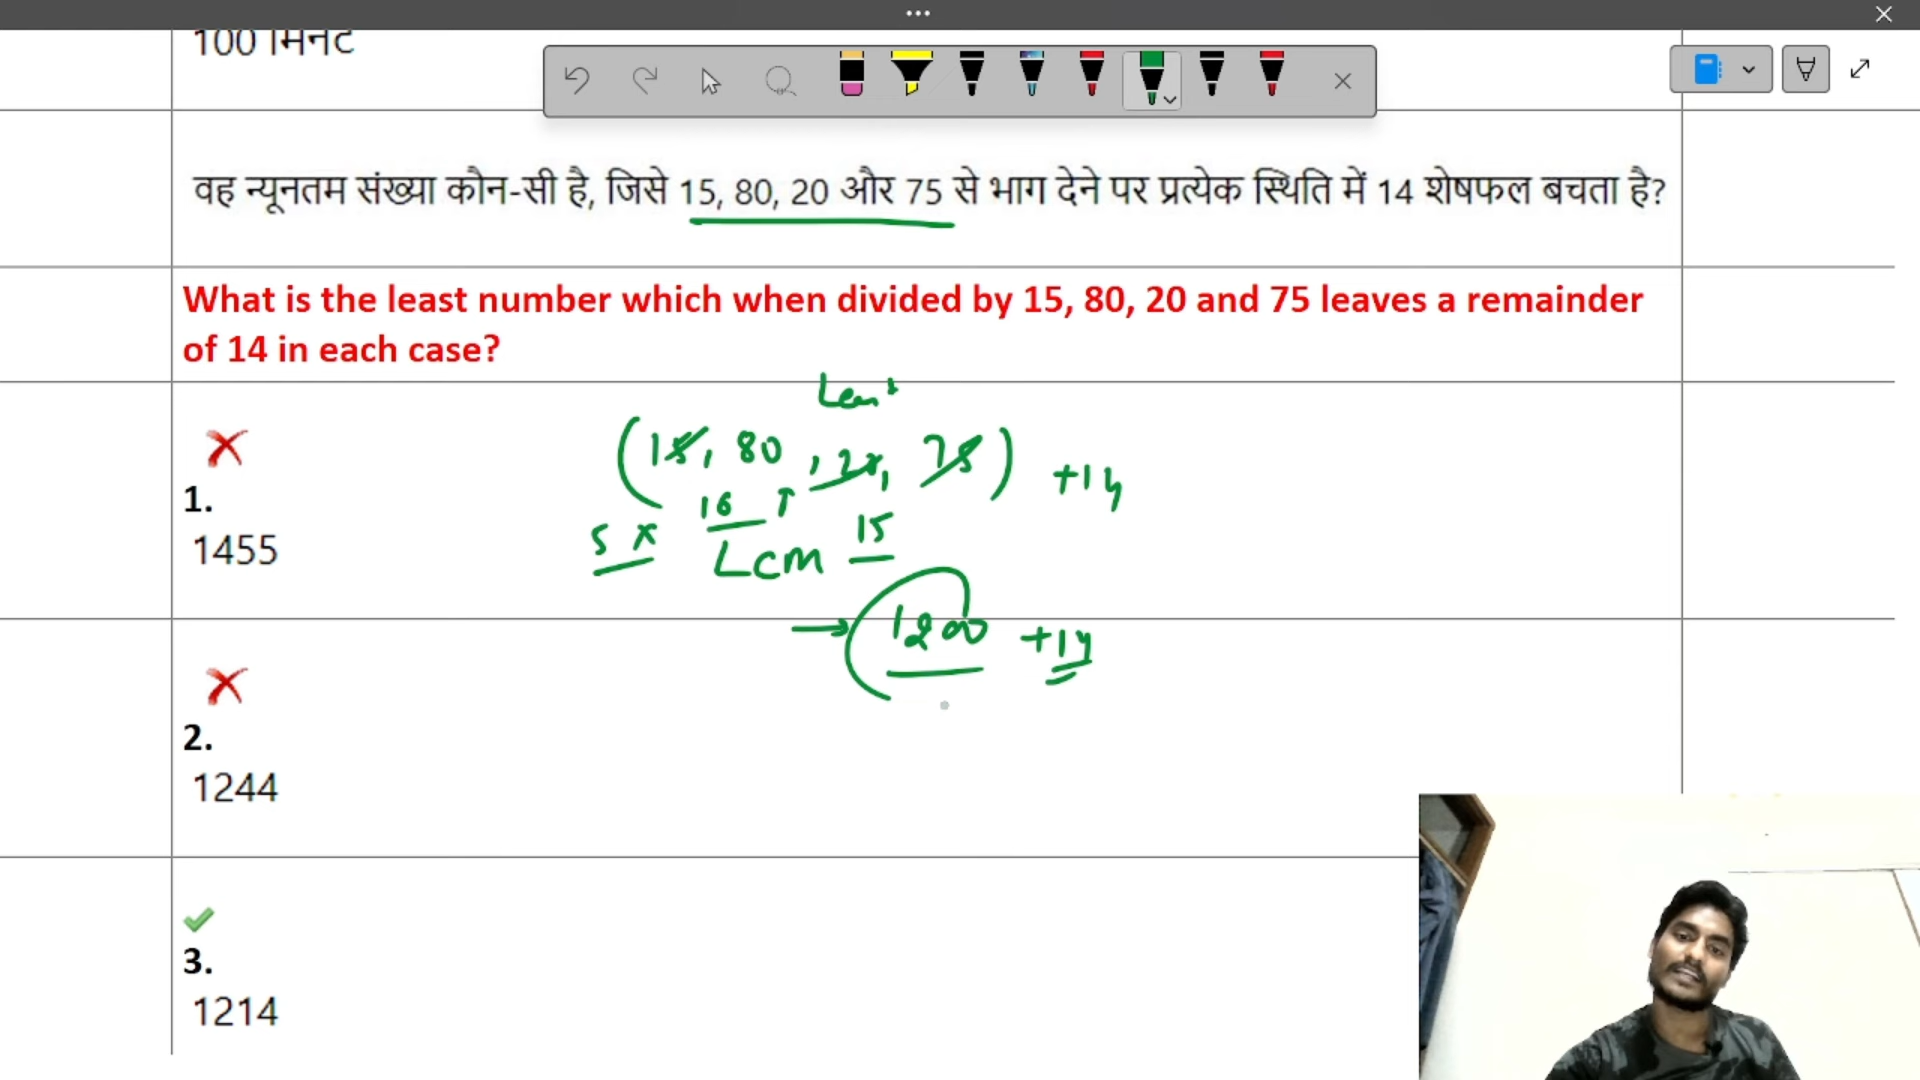 100 मिनट
वह न्यूनतम संख्या कौन-सी है, जिसे 15, 80, 20 और 75 से भाग देने पर प्रत्येक स्थिति में 14 शेषफल बचता है?
What is the least number which when divided by 15, 80, 20 and 75 leaves a remainder
of 14 in each case?
(15, 80, 20, 75) +14
5 x 16
15
LCM
1.
1455
→ 1200 +14
2.
1244
3.
1214